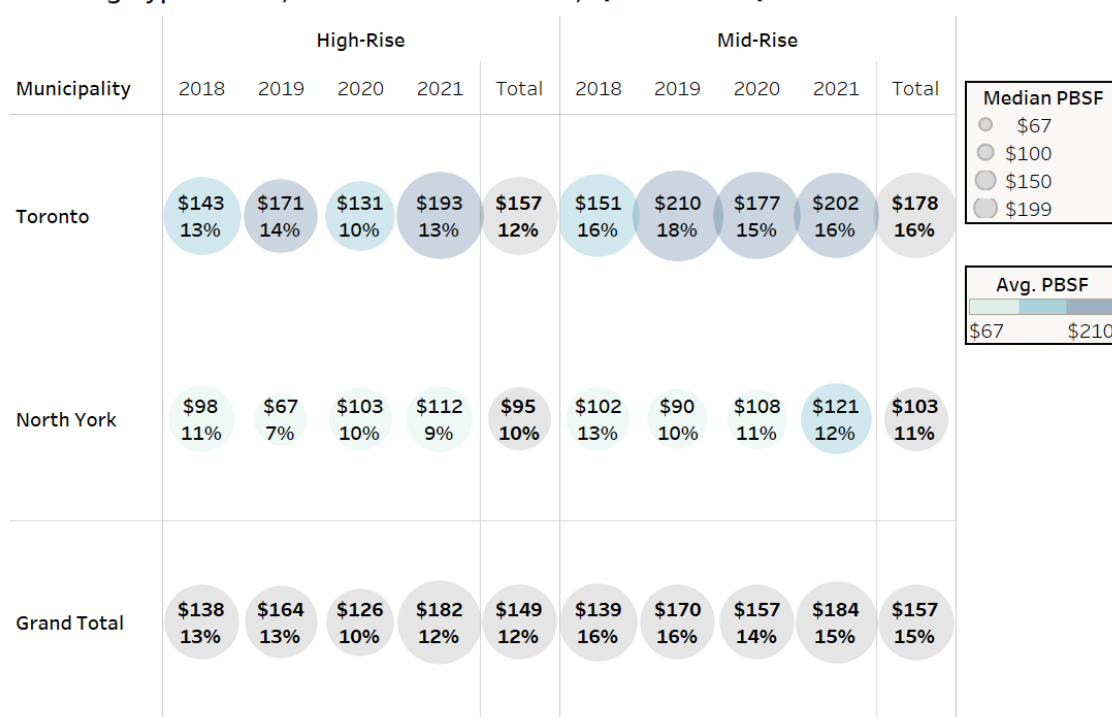 High-Rise Mid-Rise
Municipality 2018 2019 2020 2021 Total 2018 2019 2020 2021 Total
Toronto
$143 $171 $131 $193 $157 $151 $210 $177 $202 $178
13% 14% 10% 13% 12% 16% 18% 15% 16% 16%
North York
$98 $67 $103 $112 $95 $102 $90 $108 $121 $103
11% 7% 10% 9% 10% 13% 10% 11% 12% 11%
Grand Total
$138 $164 $126 $182 $149 $139 $170 $157 $184 $157
13% 13% 10% 12% 12% 16% 16% 14% 15% 15%
Median PBSF
$67
$100
$150
$199
Avg. PBSF
$67 $210